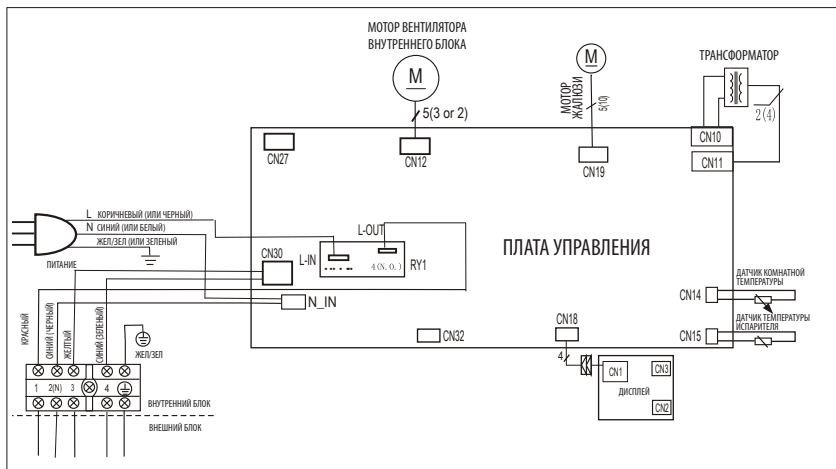 МОТОР ВЕНТИЛЯТОРА
ВНУТРЕННЕГО БЛОКА
M
5(3 or 2)
CN12
МОТОР
ЖАЛЮЗИ
M
5(10)
CN19
ТРАНСФОРМАТОР
2(4)
CN10
CN11
CN27
L КОРИЧНЕВЫЙ (ИЛИ ЧЕРНЫЙ)
N СИНИЙ (ИЛИ БЕЛЫЙ)
ЖЕЛ/ЗЕЛ (ИЛИ ЗЕЛЕНЫЙ
ПИТАНИЕ
L-OUT
L-IN
4(N.O.)
RY1
CN30
N_IN
ПЛАТА УПРАВЛЕНИЯ
CN14
ДАТЧИК КОМНАТНОЙ
ТЕМПЕРАТУРЫ
CN15
ДАТЧИК ТЕМПЕРАТУРЫ
ИСПАРИТЕЛЯ
CN32
CN18
4
CN1
CN3
ДИСПЛЕЙ
CN2
КРАСНЫЙ
СИНИЙ (ЧЕРНЫЙ)
ЖЕЛТЫЙ
СИНИЙ (ЗЕЛЕНЫЙ)
ЖЕЛ/ЗЕЛ
1 2(N) 3 4
ВНУТРЕННИЙ БЛОК
ВНЕШНИЙ БЛОК